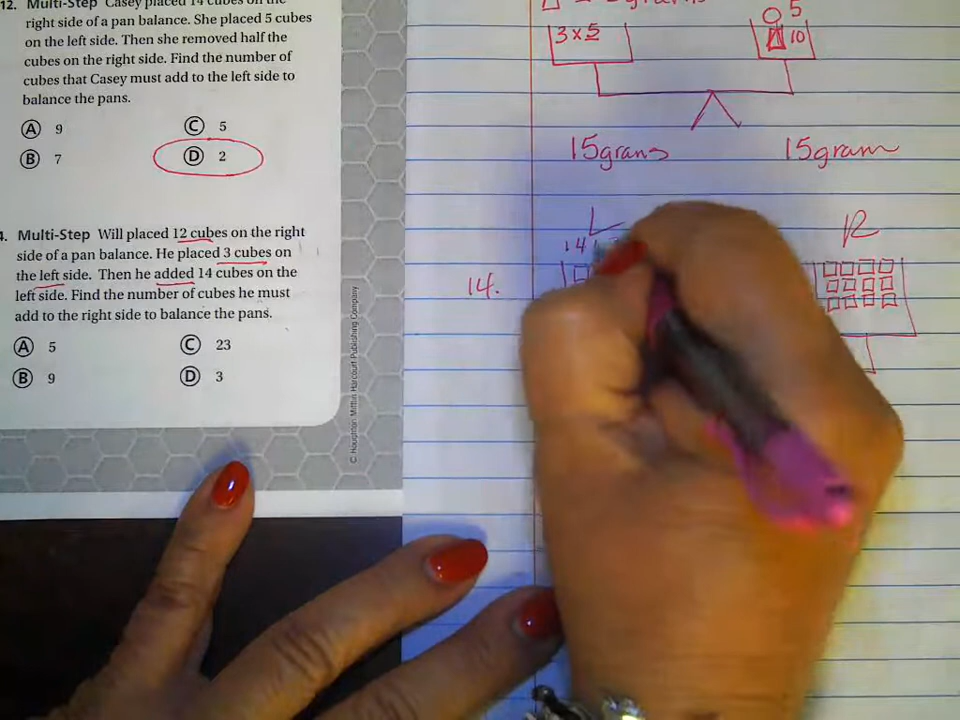 12. Multi-Step Casey placed 14 cubes on the
right side of a pan balance. She placed 5 cubes
on the left side. Then she removed half the
cubes on the right side. Find the number of
cubes that Casey must add to the left side to
balance the pans.
A 9
C 5
B 7
D 2
4. Multi-Step Will placed 12 cubes on the right
side of a pan balance. He placed 3 cubes on
the left side. Then he added 14 cubes on the
left side. Find the number of cubes he must
add to the right side to balance the pans.
A 5
C 23
B 9
D 3
© Houghton Mifflin Harcourt Publishing Company
3 x 5
5
10
15grans
15gram
L
R
14
14.